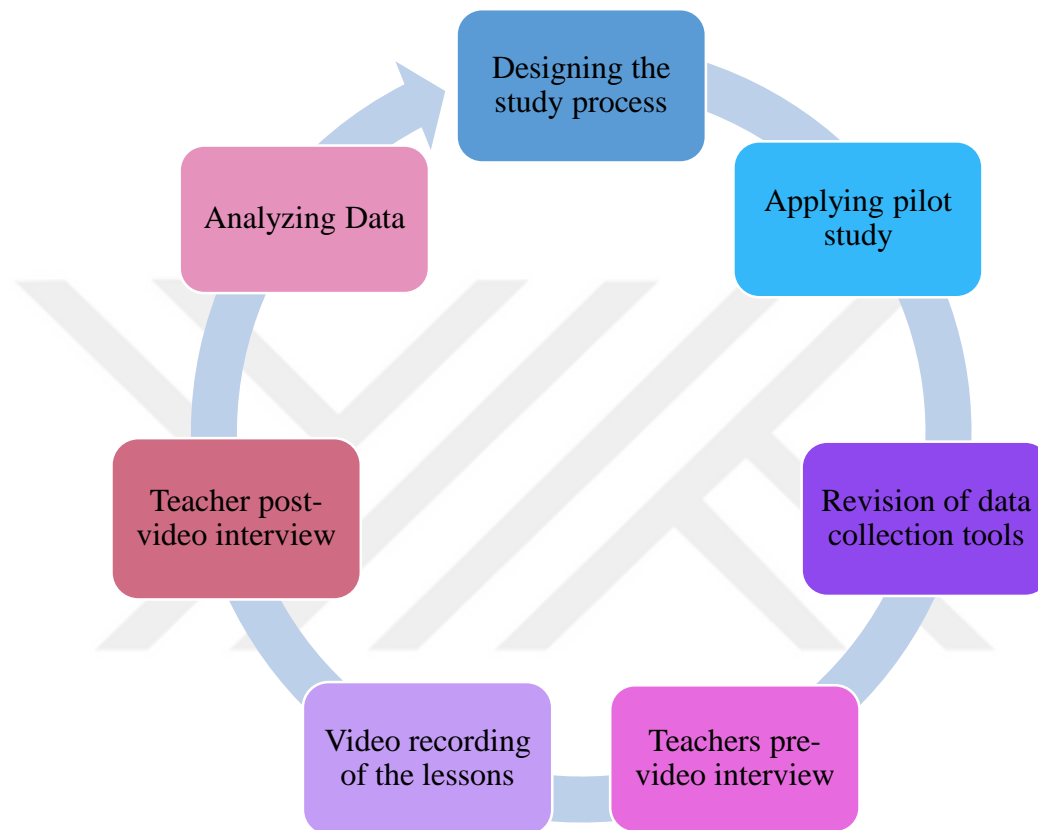 Designing the
study process
Applying pilot
study
Revision of data
collection tools
Teachers pre-
video interview
Video recording
of the lessons
Teacher post-
video interview
Analyzing Data